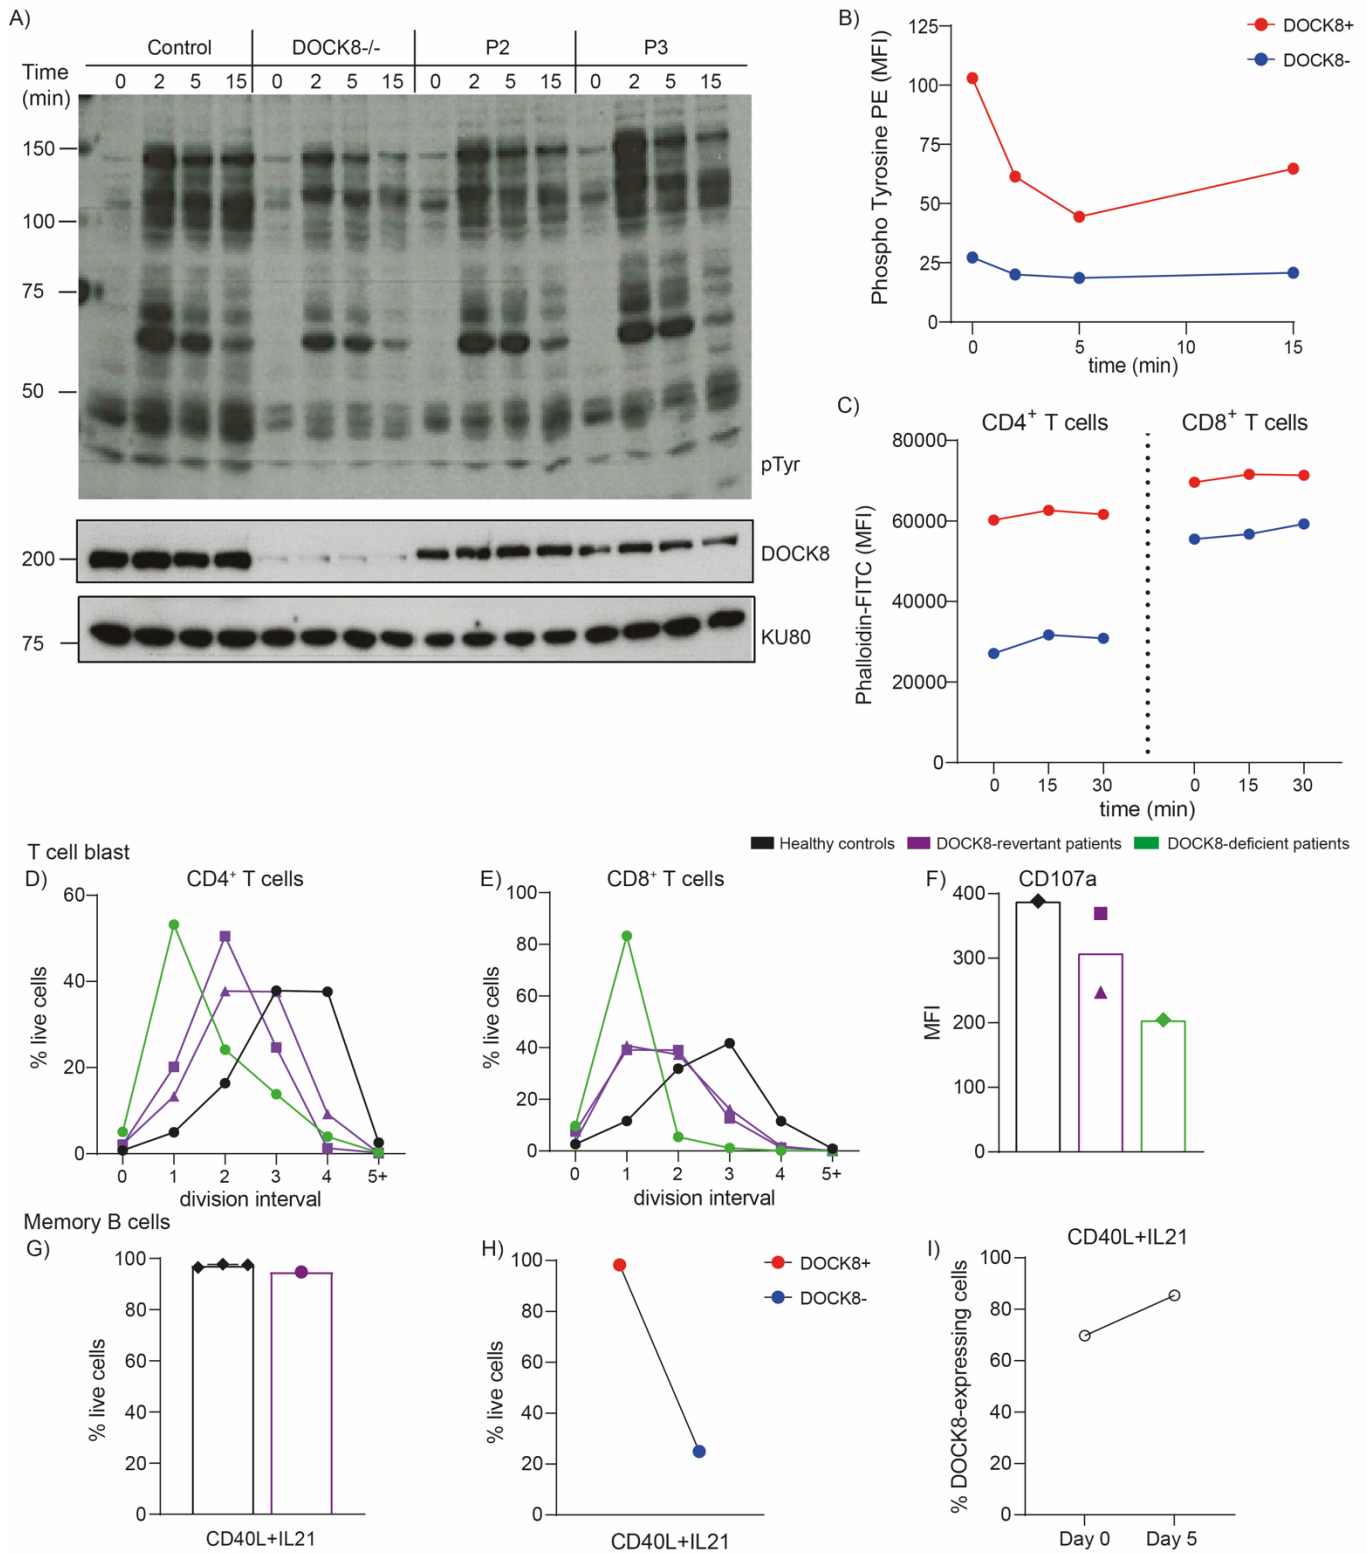 A)
Control DOCK8-/- P2 P3
Time (min)
0 2 5 15 0 2 5 15 0 2 5 15 0 2 5 15
150
100
75
50
pTyr
200
DOCK8
75
KU80
B)
DOCK8+
DOCK8-
Phospho Tyrosine PE (MFI)
125
100
75
50
25
0
0 5 10 15
time (min)
C)
CD4+ T cells CD8+ T cells
Phalloidin-FITC (MFI)
80000
60000
40000
20000
0
0 15 30 0 15 30
time (min)
Healthy controls DOCK8-revertant patients DOCK8-deficient patients
T cell blast
D)
CD4+ T cells
% live cells
60
40
20
0
0 1 2 3 4 5+
division interval
E)
CD8+ T cells
% live cells
100
80
60
40
20
0
0 1 2 3 4 5+
division interval
F)
CD107a
MFI
400
300
200
100
0
Memory B cells
G)
% live cells
100
80
60
40
20
0
CD40L+IL21
H)
% live cells
100
80
60
40
20
0
DOCK8+
DOCK8-
CD40L+IL21
I)
CD40L+IL21
% DOCK8-expressing cells
100
80
60
40
20
0
Day 0 Day 5